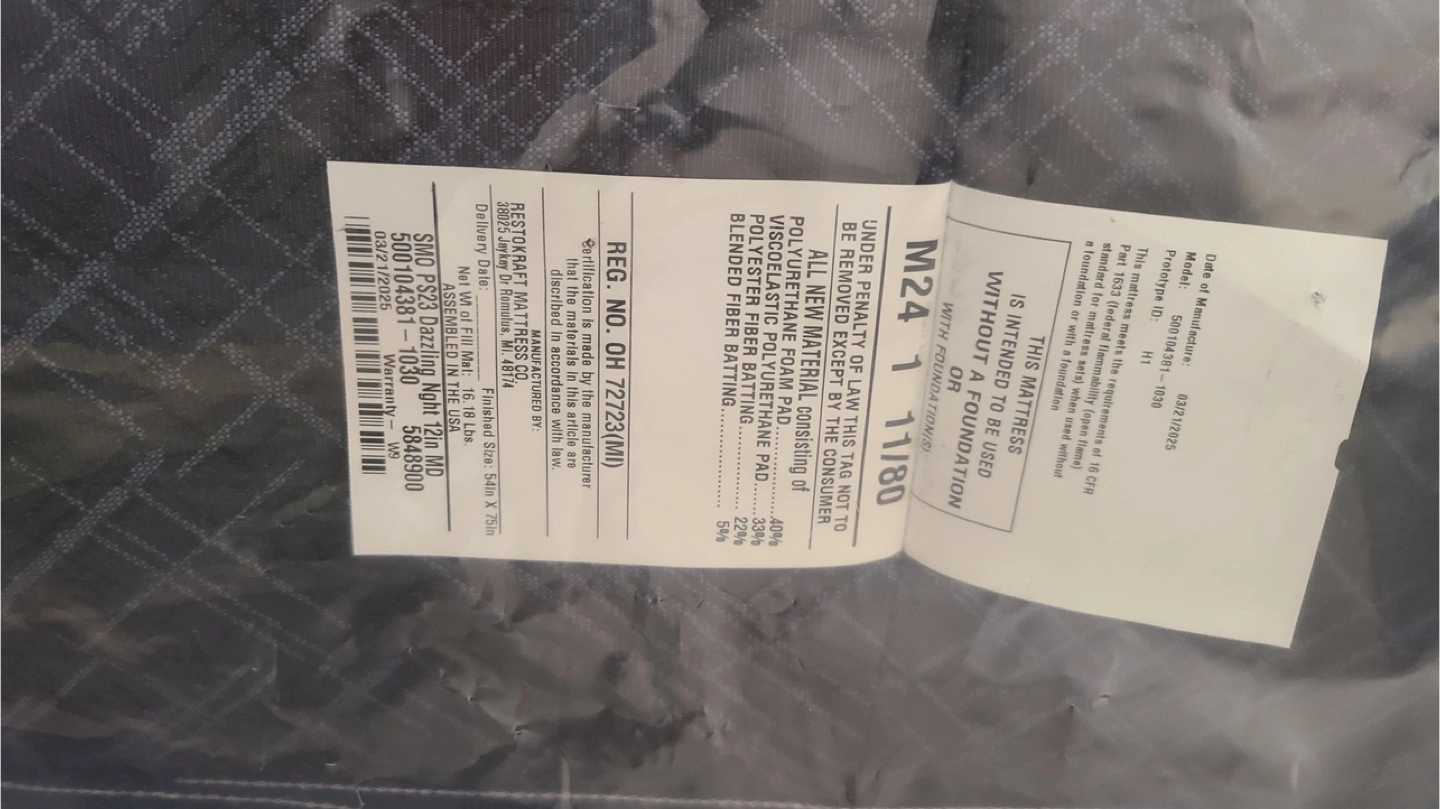 Date of Manufacture: 03/21/2025
Model: 500104381-1030
Prototype ID: H1
This mattress meets the requirements of 16 CFR
Part 1633 (federal flammability (open flame)
standard for mattress sets) when used without
a foundation or with a foundation
THIS MATTRESS
IS INTENDED TO BE USED
WITHOUT A FOUNDATION
OR
WITH FOUNDATION(S)
M24 1 11/80
UNDER PENALTY OF LAW THIS TAG NOT TO
BE REMOVED EXCEPT BY THE CONSUMER
ALL NEW MATERIAL consisting of
POLYURETHANE FOAM PAD..........40%
VISCOELASTIC POLYURETHANE PAD......33%
POLYESTER FIBER BATTING..........22%
BLENDED FIBER BATTING..........5%
REG. NO. OH 72723(MI)
Certification is made by the manufacturer
that the materials in this article are
discribed in accordance with law.
MANUFACTURED BY:
RESTOKRAFT MATTRESS CO.
38025 Jaykay Dr Romulus, MI. 48174
Delivery Date: Finished Size: 54in X 75in
Net Wt of Fill Mat: 16.18 Lbs.
ASSEMBLED IN THE USA
SMO PS23 Dazzling Night 12in MD
500104381-1030 5848900
03/21/2025 Warranty- W9